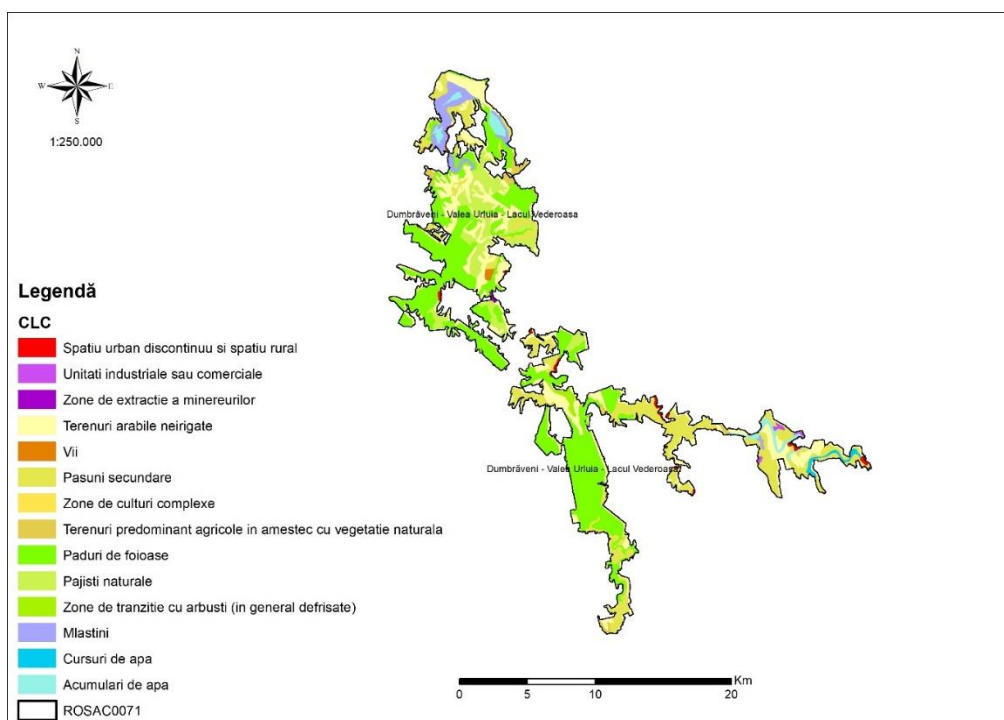 N
W
E
S
1:250.000
Dumbrăveni - Valea Urluia - Lacul Vederoasa
Dumbrăveni - Valea Urluia - Lacul Vederoasa
Legendă
CLC
Spatiu urban discontinuu si spatiu rural
Unitati industriale sau comerciale
Zone de extractie a minereurilor
Terenuri arabile neirigate
Vii
Pasuni secundare
Zone de culturi complexe
Terenuri predominant agricole in amestec cu vegetatie naturala
Paduri de foioase
Pajisti naturale
Zone de tranzitie cu arbusti (in general defrisate)
Mlastini
Cursuri de apa
Acumulari de apa
ROSAC0071
Km
0 5 10 20